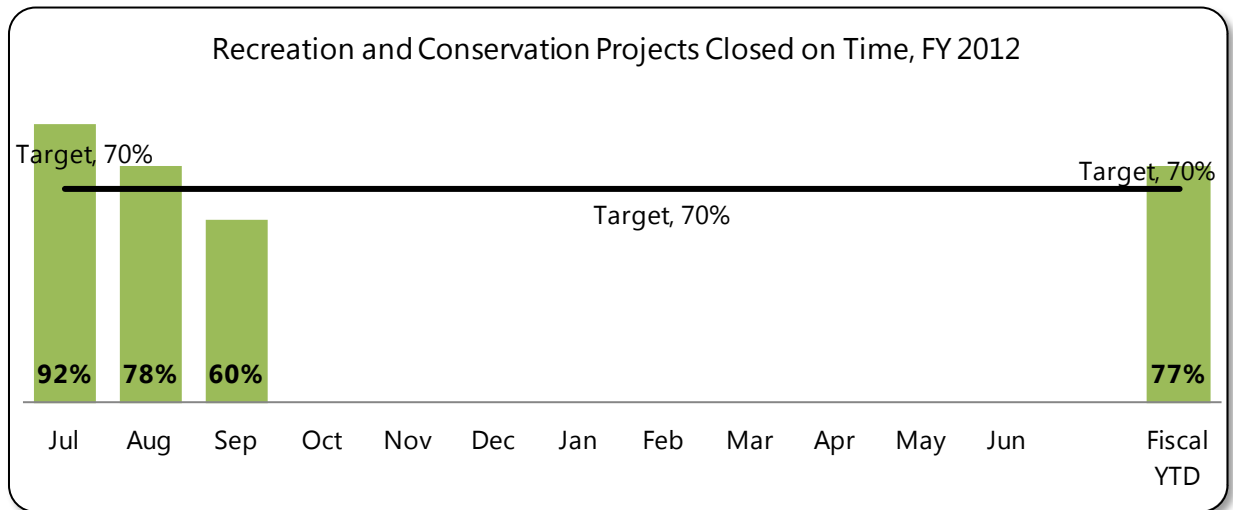 Recreation and Conservation Projects Closed on Time, FY 2012
Target, 70%
Target, 70%
Target, 70%
92% 78% 60% 77%
Jul Aug Sep Oct Nov Dec Jan Feb Mar Apr May Jun Fiscal
YTD